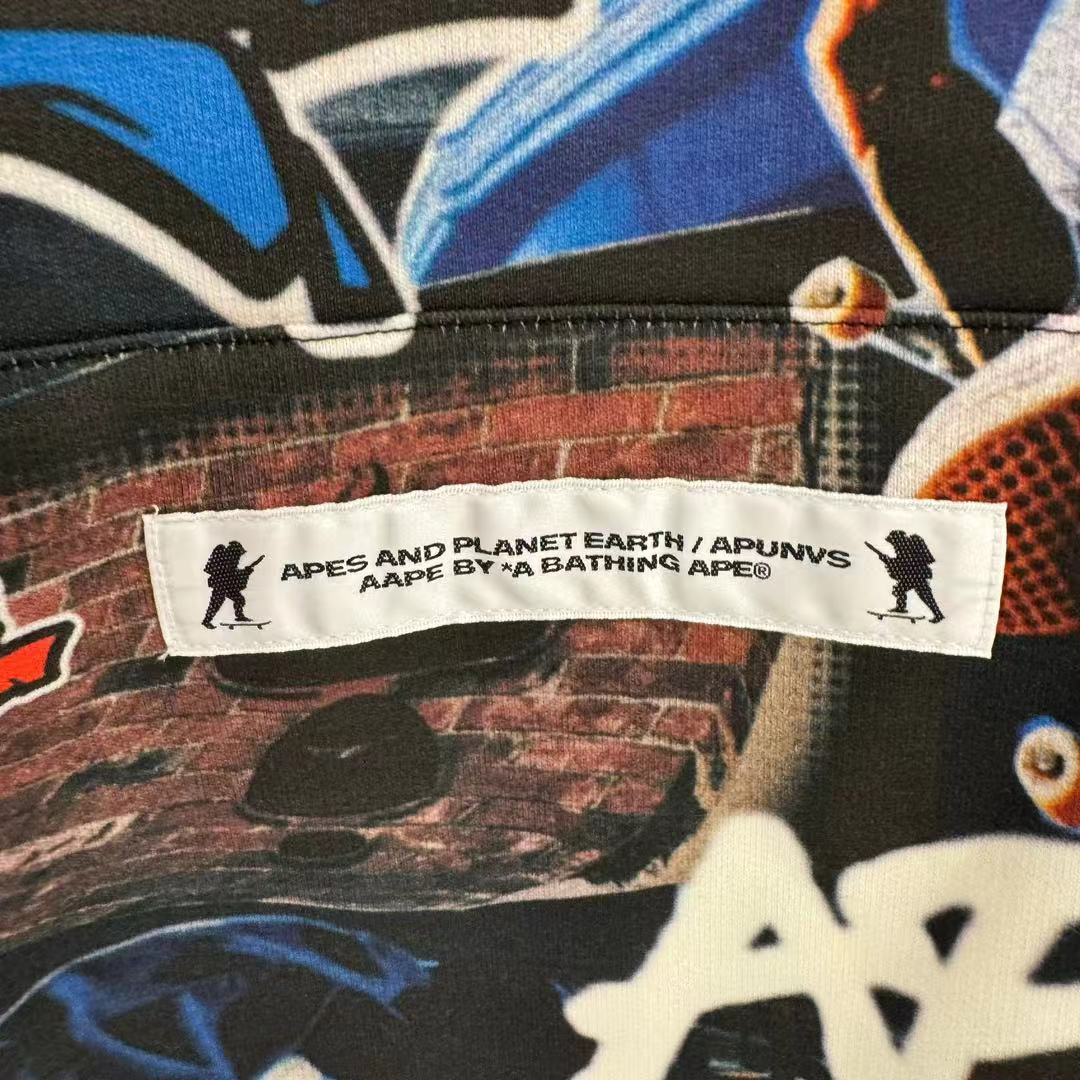 APES AND PLANET EARTH / APUNVS
AAPE BY *A BATHING APE®